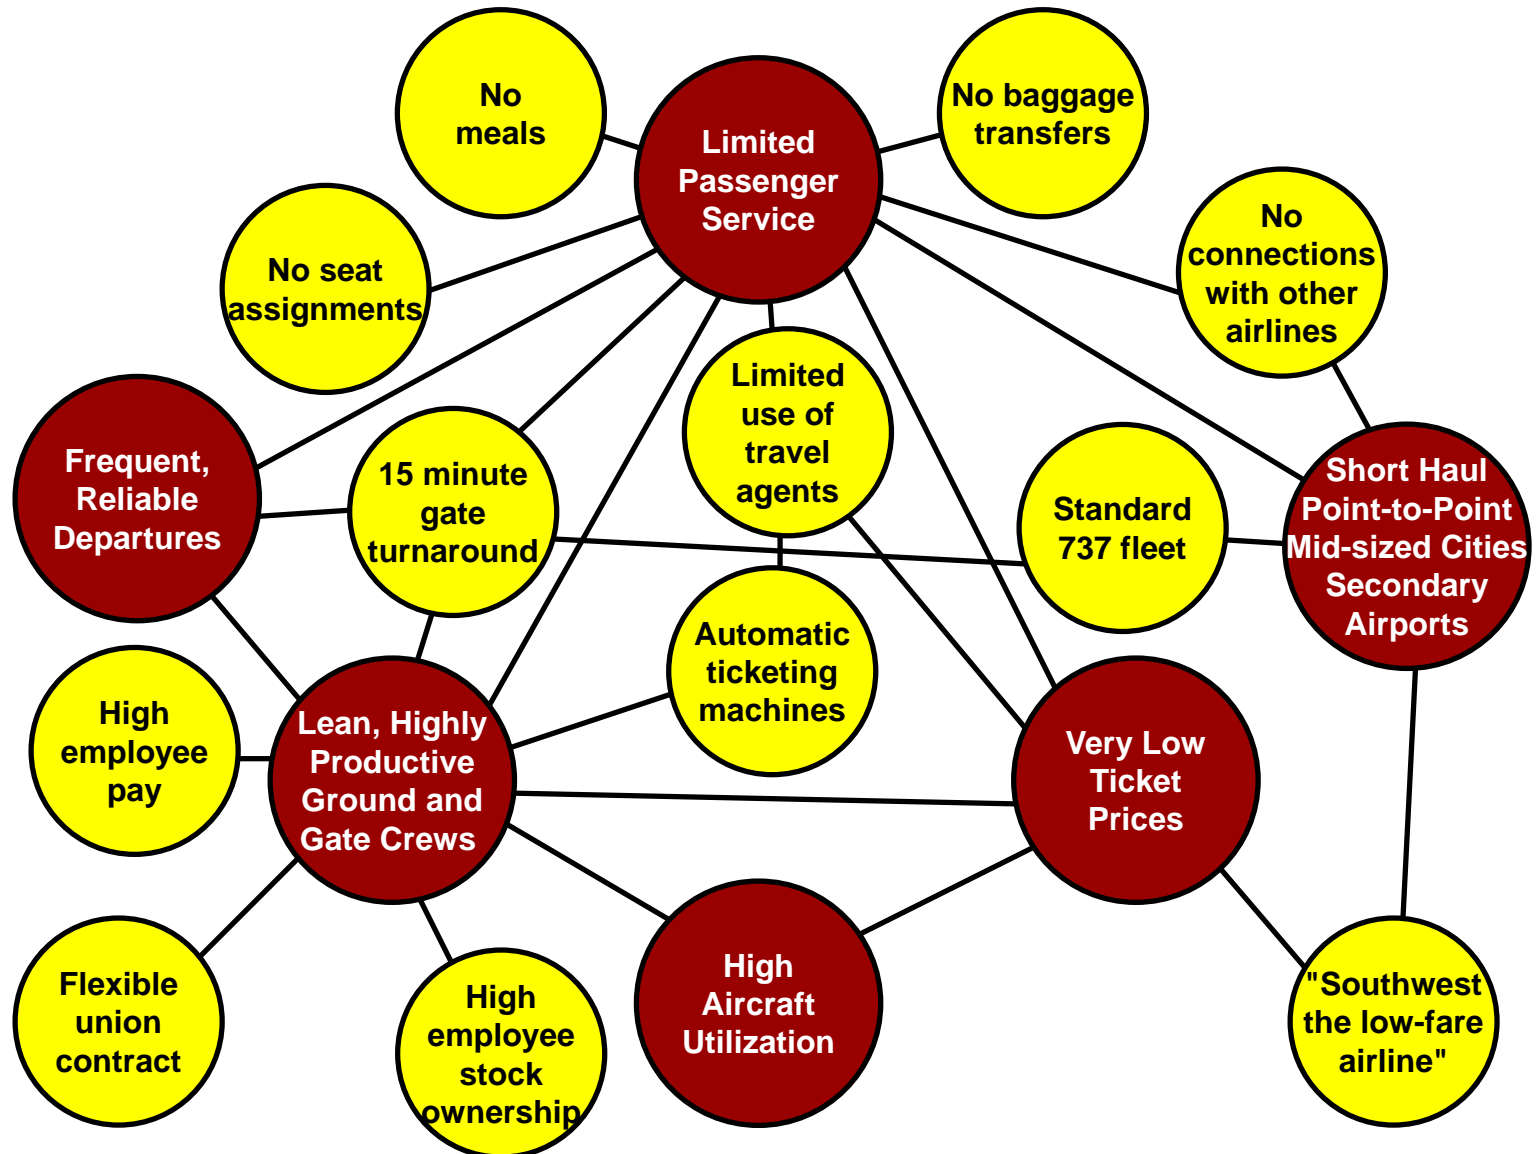 No
meals
Limited
Passenger
Service
No baggage
transfers
No
connections
with other
airlines
No seat
assignments
Limited
use of
travel
agents
Frequent,
Reliable
Departures
15 minute
gate
turnaround
Standard
737 fleet
Short Haul
Point-to-Point
Mid-sized Cities
Secondary
Airports
Automatic
ticketing
machines
High
employee
pay
Lean, Highly
Productive
Ground and
Gate Crews
Very Low
Ticket
Prices
Flexible
union
contract
High
employee
stock
ownership
High
Aircraft
Utilization
"Southwest
the low-fare
airline"